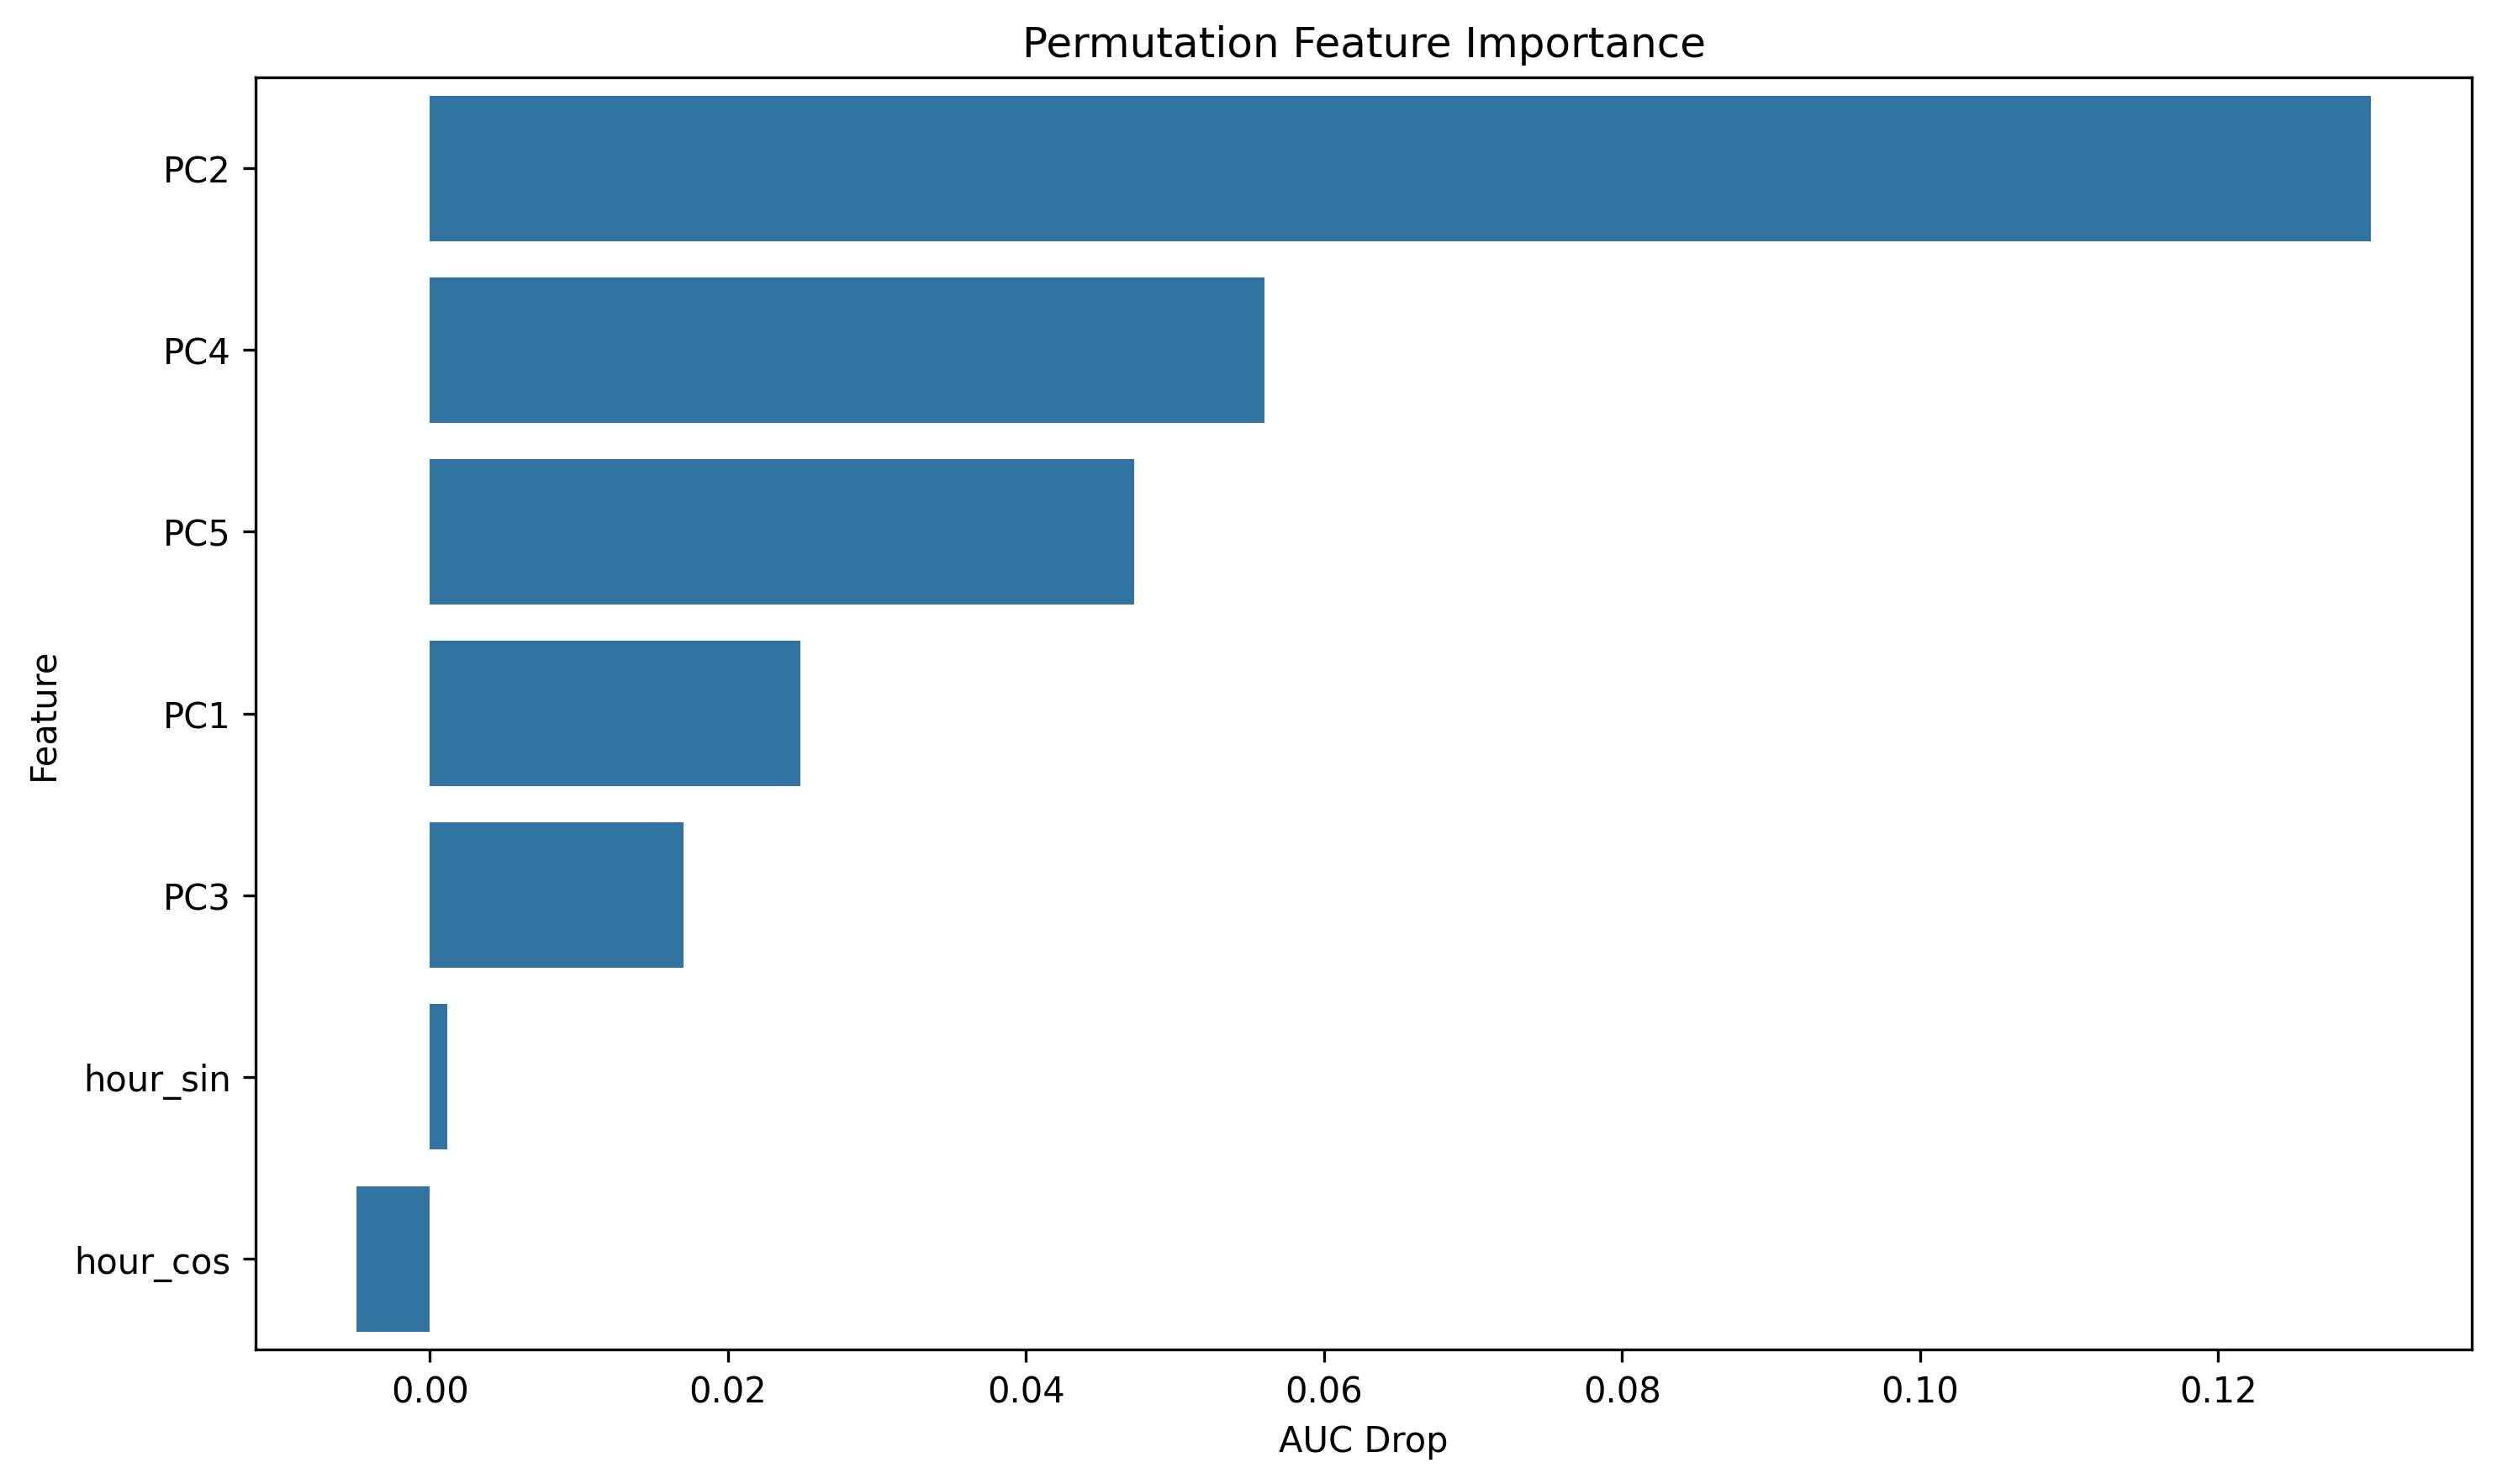 Permutation Feature Importance
Feature
PC2
PC4
PC5
PC1
PC3
hour_sin
hour_cos
0.00 0.02 0.04 0.06 0.08 0.10 0.12
AUC Drop